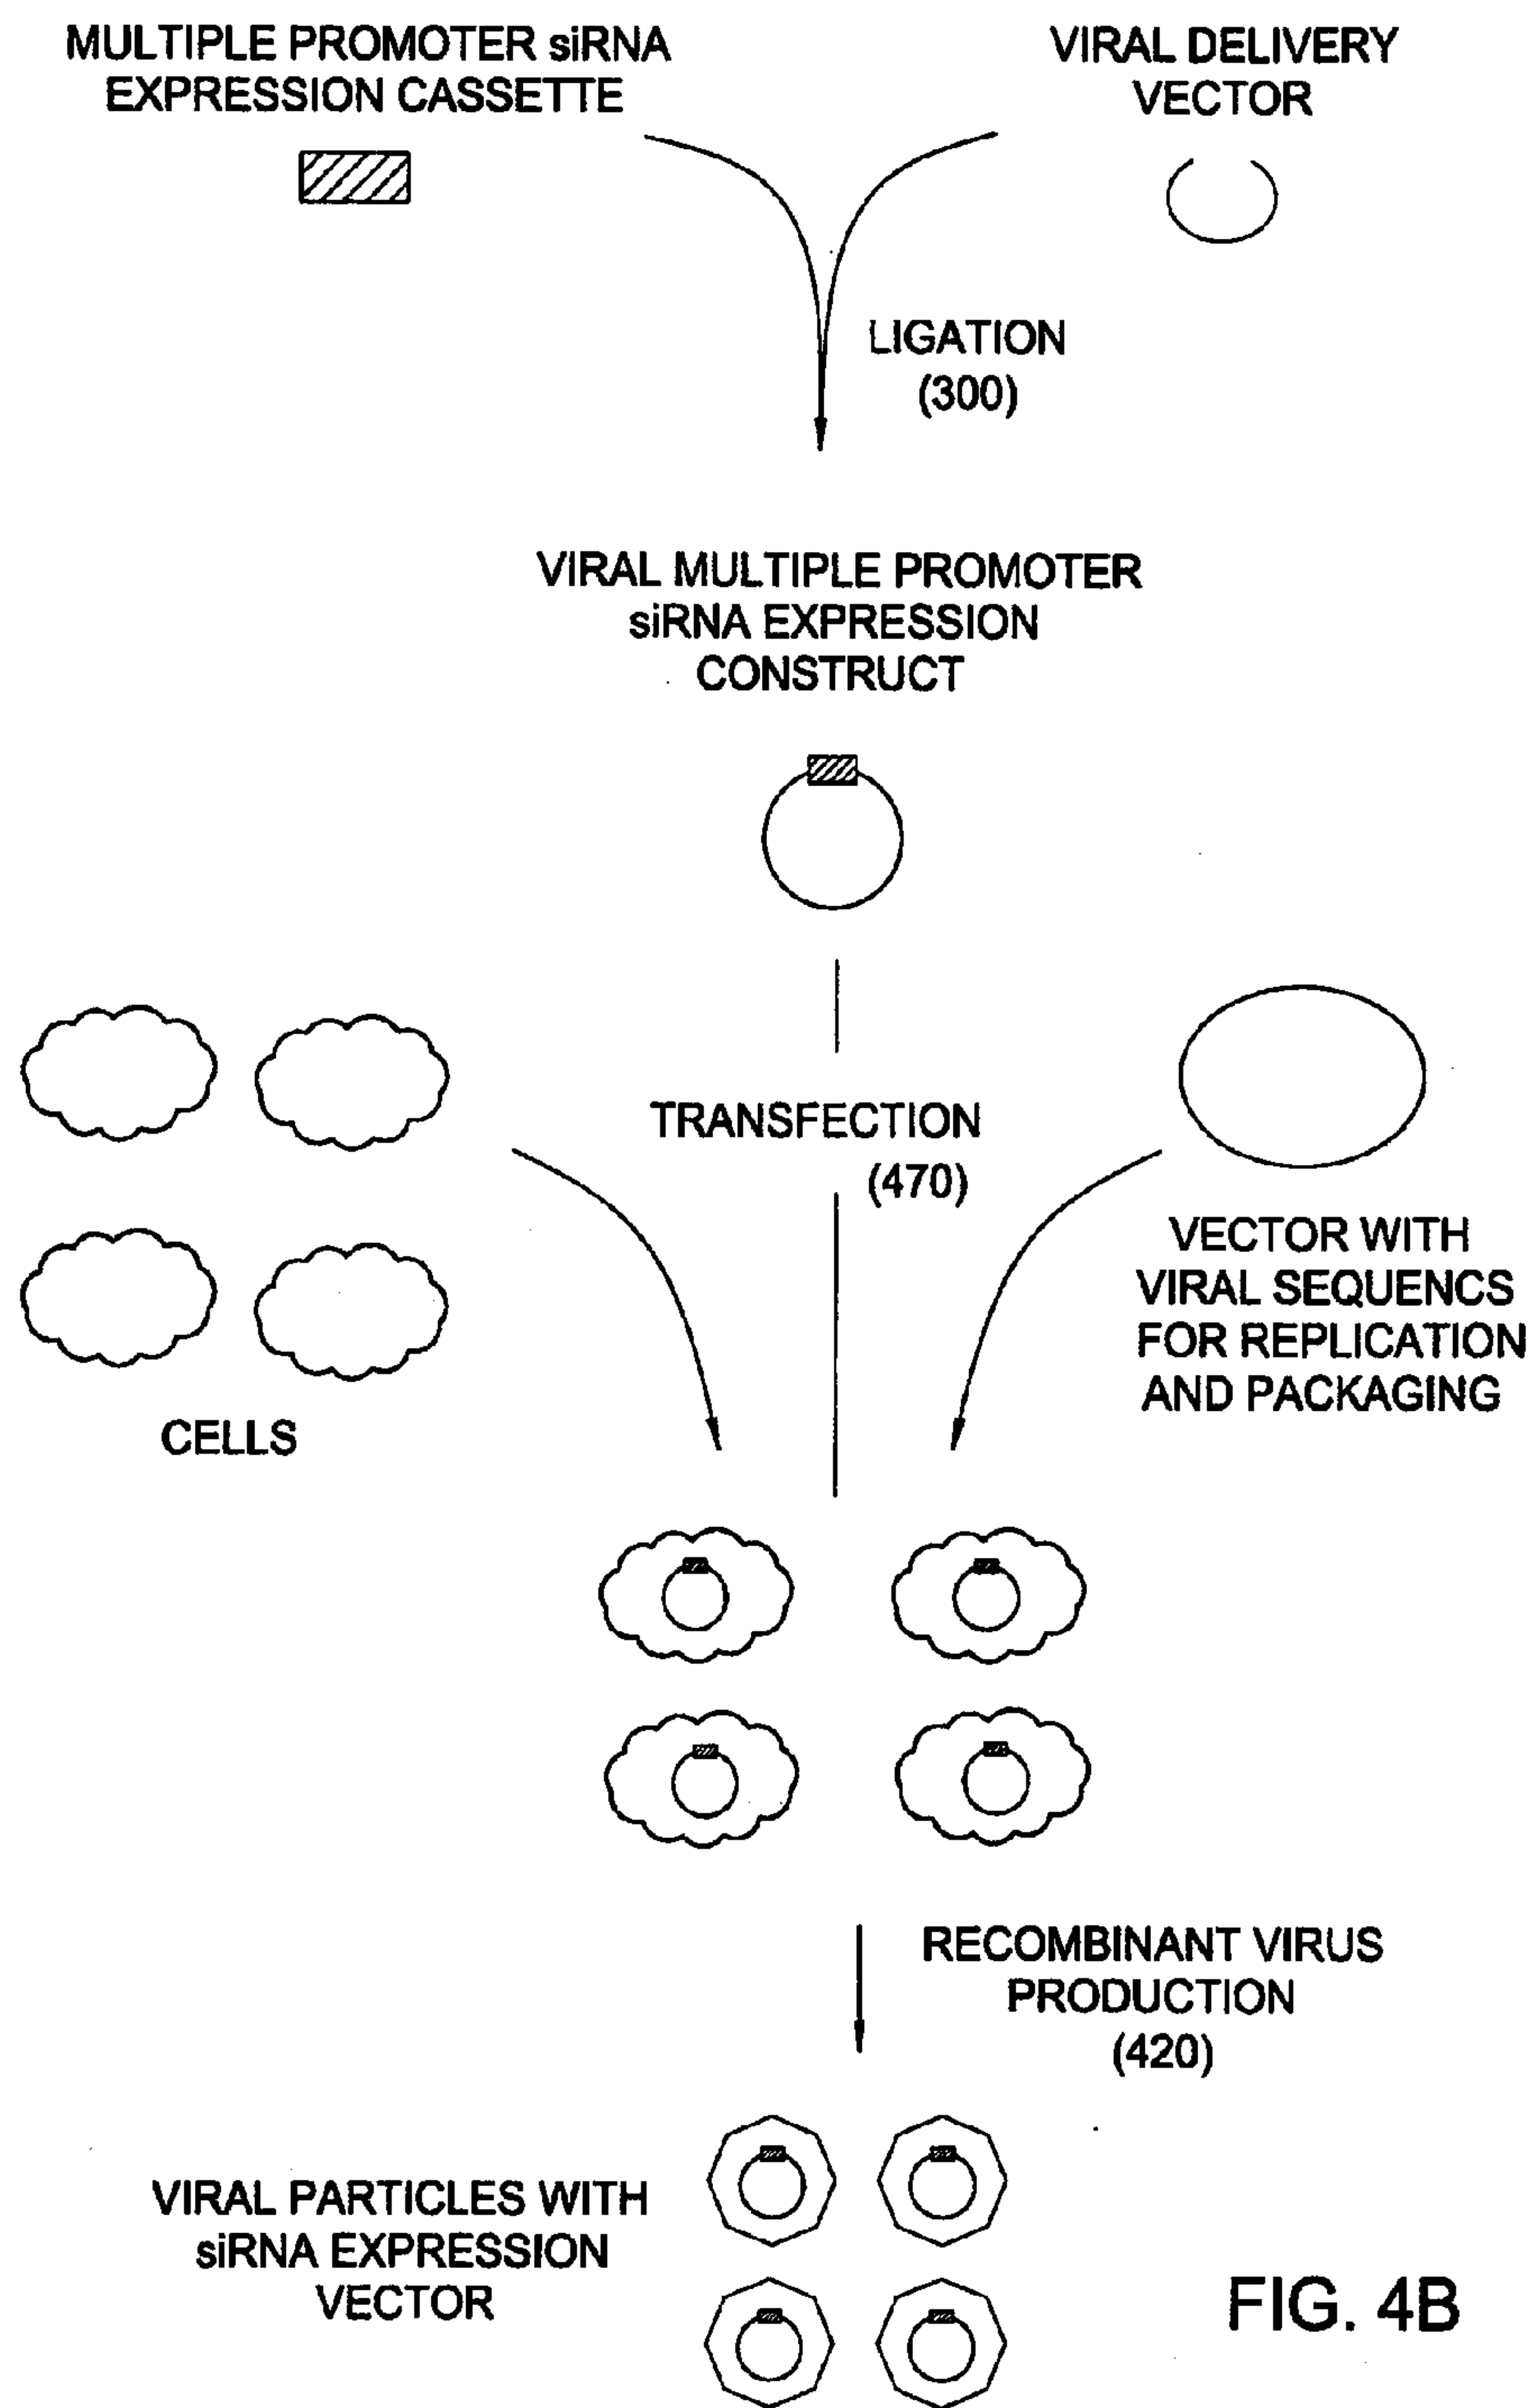 MULTIPLE PROMOTER siRNA
EXPRESSION CASSETTE
VIRAL DELIVERY
VECTOR
LIGATION
(300)
VIRAL MULTIPLE PROMOTER
siRNA EXPRESSION
CONSTRUCT
TRANSFECTION
(470)
CELLS
VECTOR WITH
VIRAL SEQUENCS
FOR REPLICATION
AND PACKAGING
RECOMBINANT VIRUS
PRODUCTION
(420)
VIRAL PARTICLES WITH
siRNA EXPRESSION
VECTOR
FIG. 4B